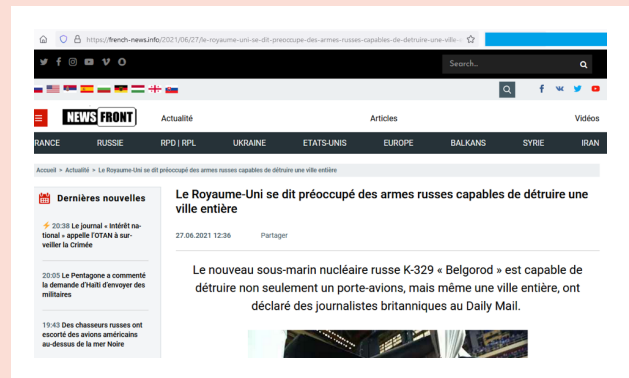 https://french-news.info/2021/06/27/le-royaume-uni-se-dit-preoccupe-des-armes-russes-capables-de-detruire-une-ville-
Search..
NEWS FRONT
Actualité
Articles
Vidéos
RANCE
RUSSIE
RPD | RPL
UKRAINE
ETATS-UNIS
EUROPE
BALKANS
SYRIE
IRAN
Accueil » Actualité » Le Royaume-Uni se dit préoccupé des armes russes capables de détruire une ville entière
Dernières nouvelles
20:38 Le journal « Intérêt na-
tional » appelle l'OTAN à sur-
veiller la Crimée
20:05 Le Pentagone a commenté
la demande d'Haïti d'envoyer des
militaires
19:43 Des chasseurs russes ont
escorté des avions américains
au-dessus de la mer Noire
Le Royaume-Uni se dit préoccupé des armes russes capables de détruire une
ville entière
27.06.2021 12:36
Partager
Le nouveau sous-marin nucléaire russe K-329 « Belgorod » est capable de
détruire non seulement un porte-avions, mais même une ville entière, ont
déclaré des journalistes britanniques au Daily Mail.